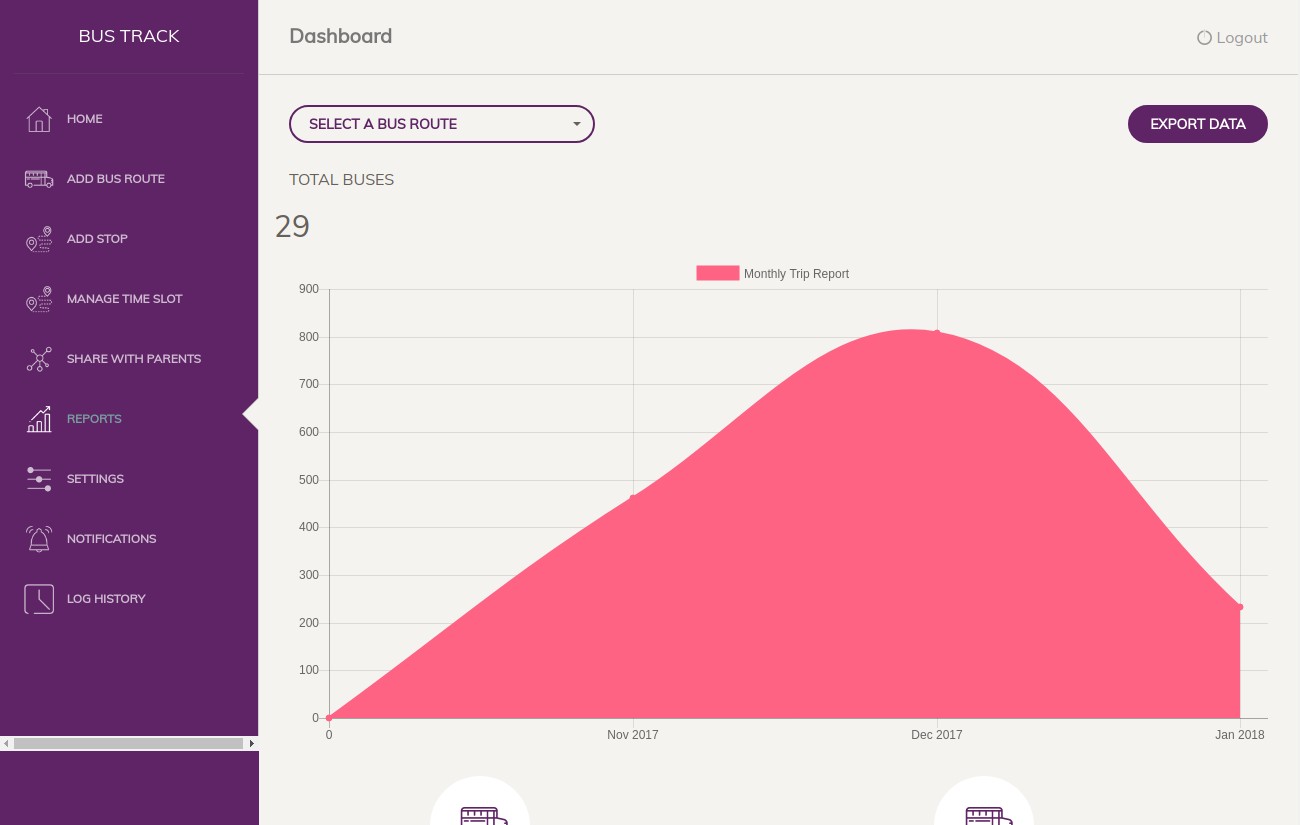 BUS TRACK
HOME
ADD BUS ROUTE
ADD STOP
MANAGE TIME SLOT
SHARE WITH PARENTS
REPORTS
SETTINGS
NOTIFICATIONS
LOG HISTORY
Dashboard
Logout
SELECT A BUS ROUTE
EXPORT DATA
TOTAL BUSES
29
Monthly Trip Report
900
800
700
600
500
400
300
200
100
0
0 Nov 2017 Dec 2017 Jan 2018